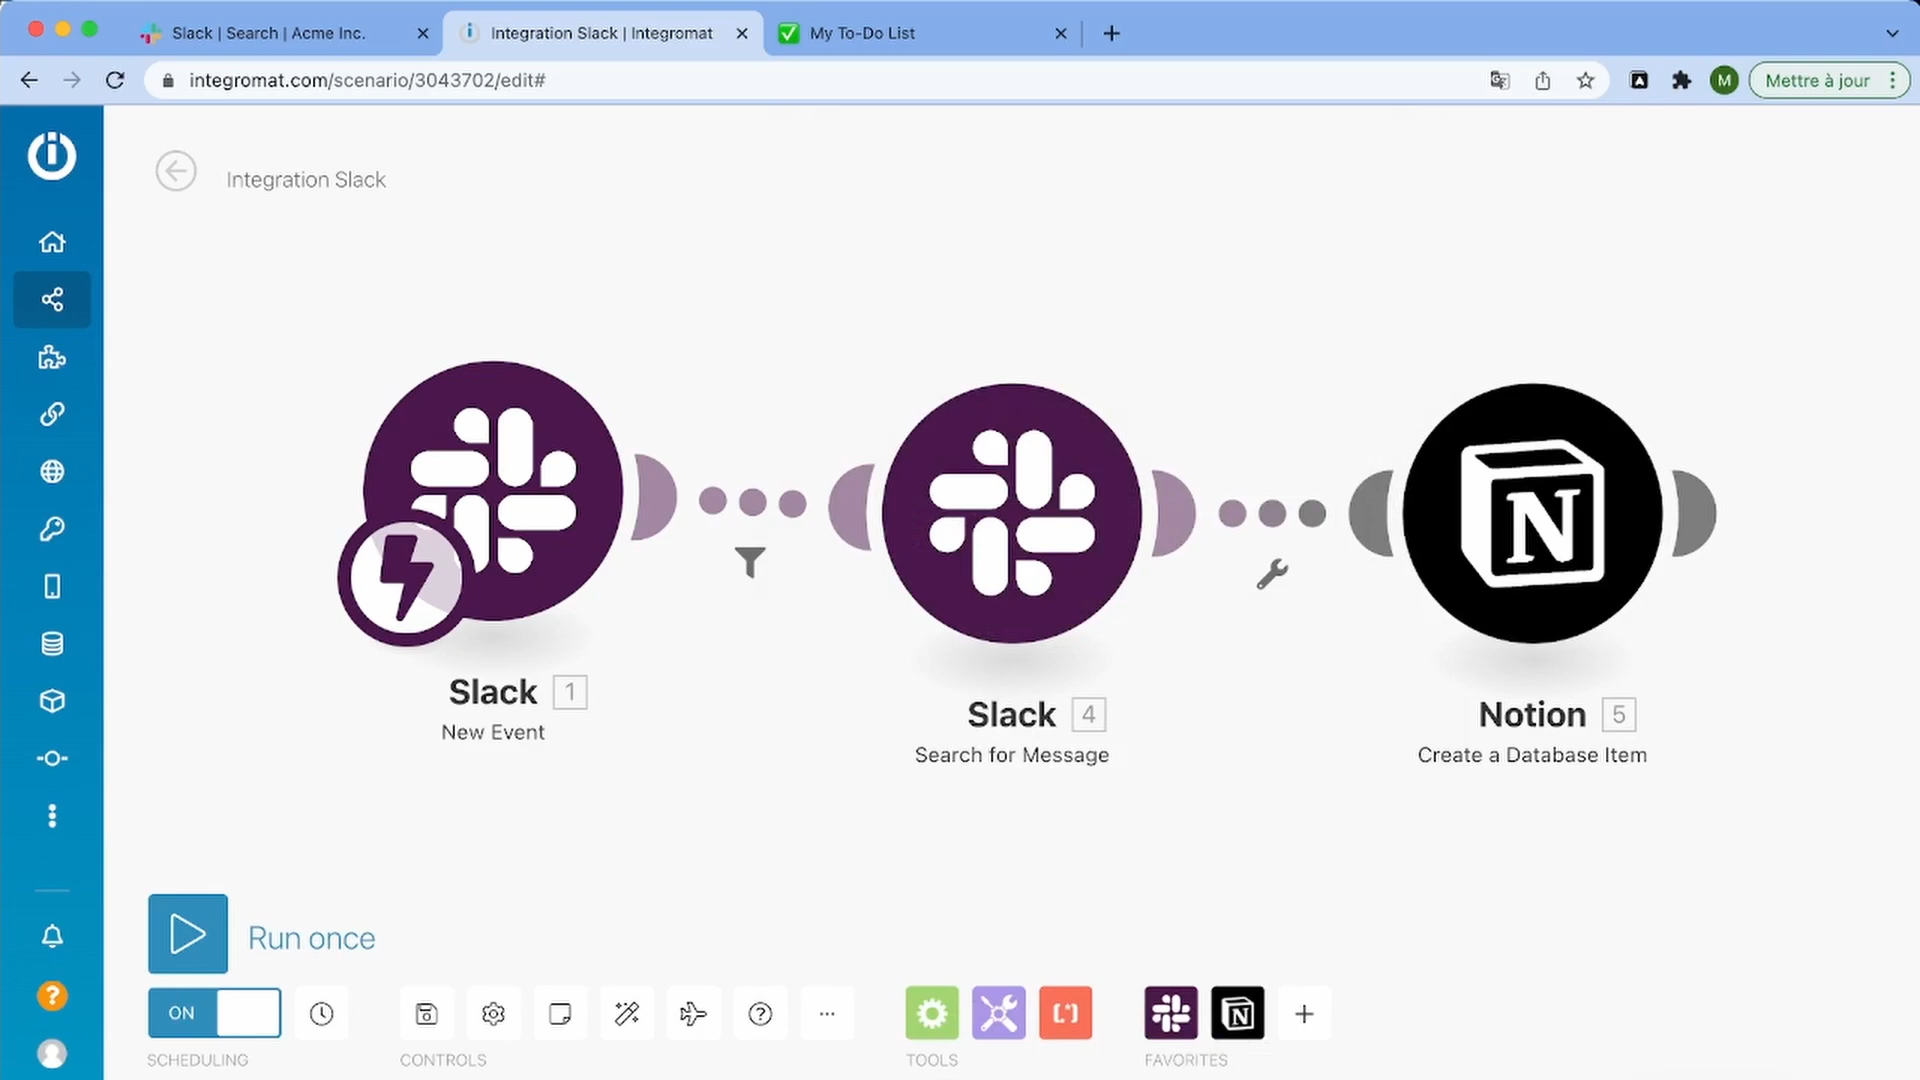 Slack | Search | Acme Inc.
Integration Slack | Integromat
My To-Do List
integromat.com/scenario/3043702/edit#
M
Mettre à jour
Integration Slack
Slack 1
New Event
Slack 4
Search for Message
N
Notion 5
Create a Database Item
Run once
ON
SCHEDULING
CONTROLS
TOOLS
FAVORITES